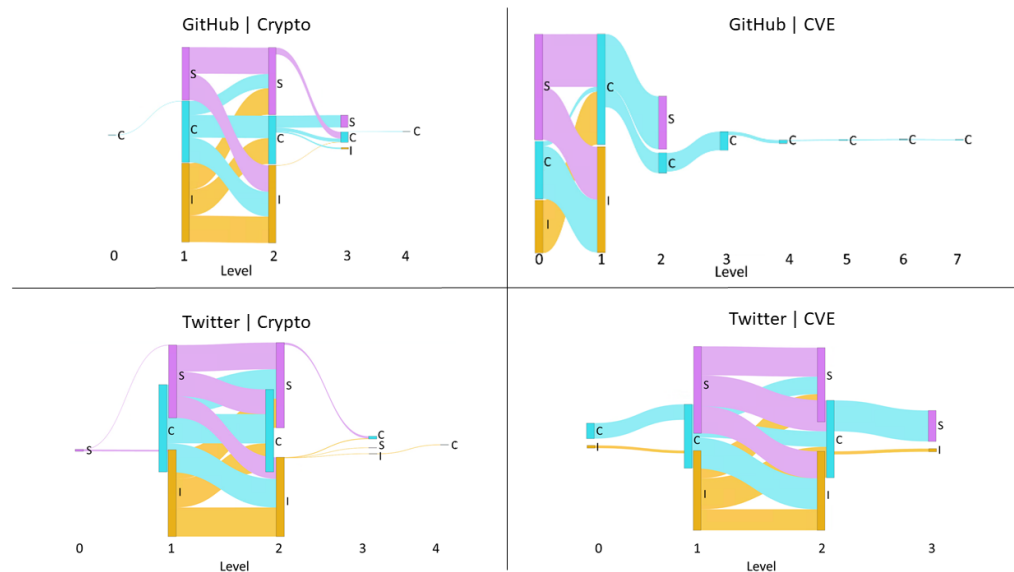 GitHub | Crypto
S
S
C
C
C
S
C
C
I
I
I
0 1 2 3 4
Level
GitHub | CVE
S
C
S
C
C
C
C
C
C
C
I
I
0 1 2 3 4 5 6 7
Level
Twitter | Crypto
S
S
C
C
C
S
S
I
C
I
I
0 1 2 3 4
Level
Twitter | CVE
S
S
C
S
C
C
I
I
I
I
0 1 2 3
Level